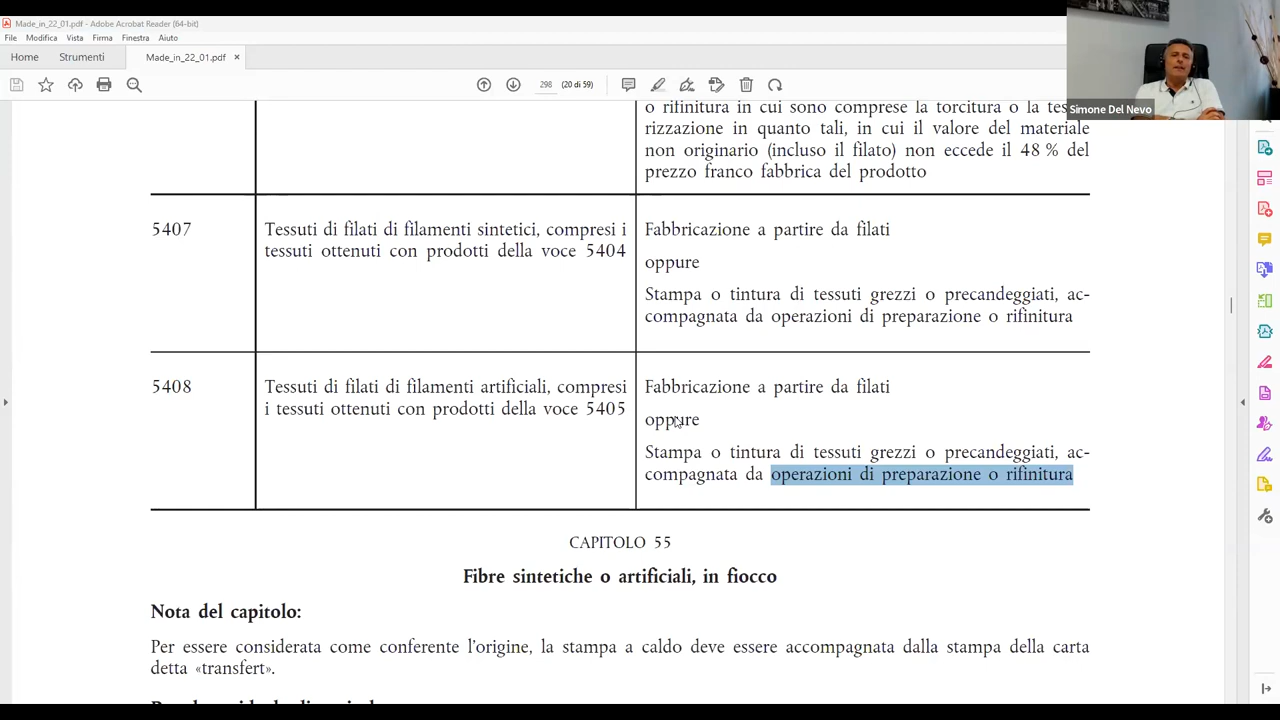 Made_in_22_01.pdf - Adobe Acrobat Reader (64-bit)
File Modifica Vista Firma Finestra Aiuto
Home Strumenti Made_in_22_01.pdf ×
298 (20 di 59)
Simone Del Nevo
o rifinitura in cui sono comprese la torcitura o la
rizzazione in quanto tali, in cui il valore del materiale
non originario (incluso il filato) non eccede il 48 % del
prezzo franco fabbrica del prodotto
5407
Tessuti di filati di filamenti sintetici, compresi i
tessuti ottenuti con prodotti della voce 5404
Fabbricazione a partire da filati
oppure
Stampa o tintura di tessuti grezzi o precandeggiati, ac-
compagnata da operazioni di preparazione o rifinitura
5408
Tessuti di filati di filamenti artificiali, compresi
i tessuti ottenuti con prodotti della voce 5405
Fabbricazione a partire da filati
oppure
Stampa o tintura di tessuti grezzi o precandeggiati, ac-
compagnata da operazioni di preparazione o rifinitura
CAPITOLO 55
Fibre sintetiche o artificiali, in fiocco
Nota del capitolo:
Per essere considerata come conferente l'origine, la stampa a caldo deve essere accompagnata dalla stampa della carta
detta «transfert».